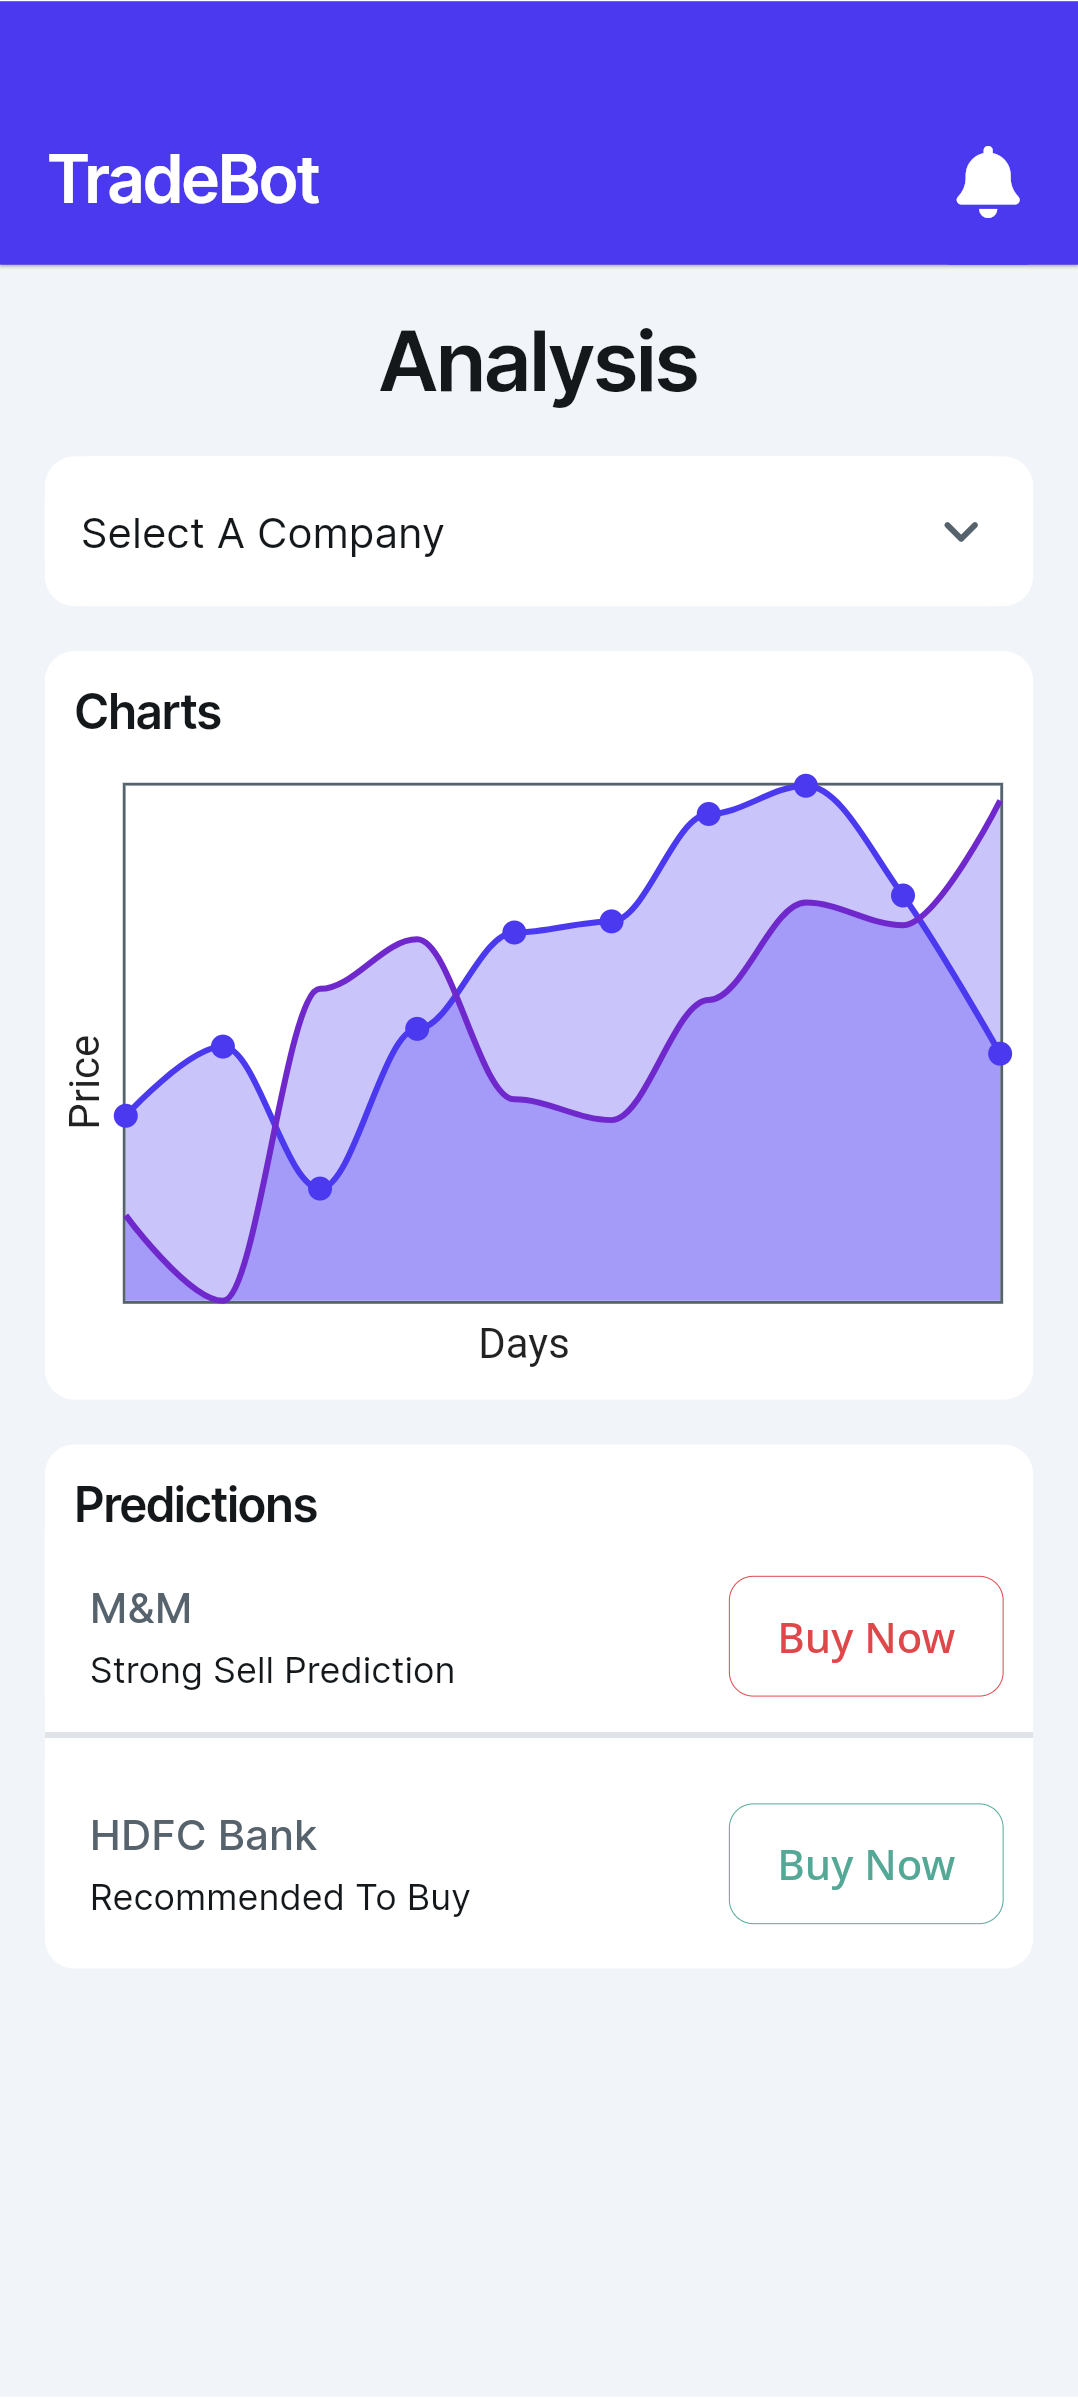 TradeBot
Analysis
Select A Company
Charts
Price
Days
Predictions
M&M
Strong Sell Prediction
Buy Now
HDFC Bank
Recommended To Buy
Buy Now